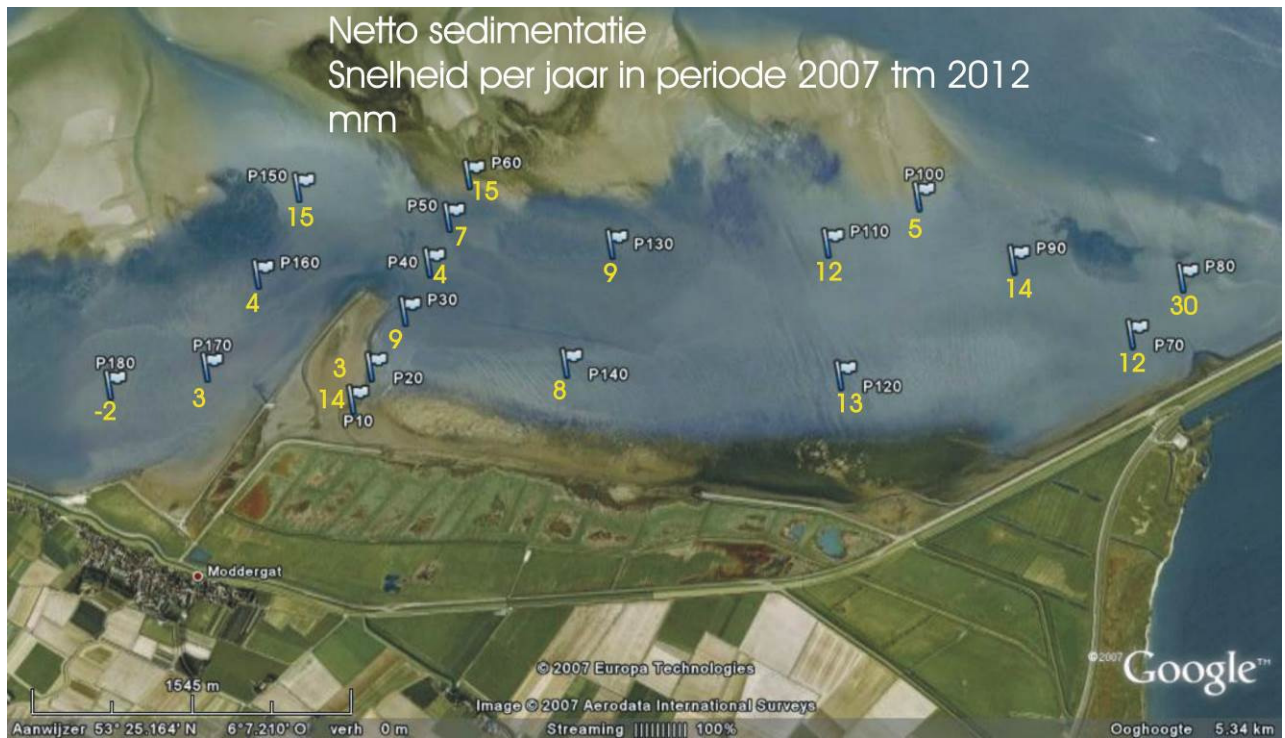 Netto sedimentatie
Snelheid per jaar in periode 2007 tm 2012
mm
P60
15
P150
15
P100
5
P50
7
P130
9
P110
12
P90
14
P80
30
P160
4
P40
4
P30
9
P70
12
P180
-2
P170
3
3
P20
14
P10
P140
8
P120
13
Moddergat
© 2007 Europa Technologies
Image © 2007 Aerodata International Surveys
©2007 Google™
1545 m
Aanwijzer 53° 25.164' N 6° 7.210' O verh 0 m Streaming 100% Ooghoogte 5.34 km